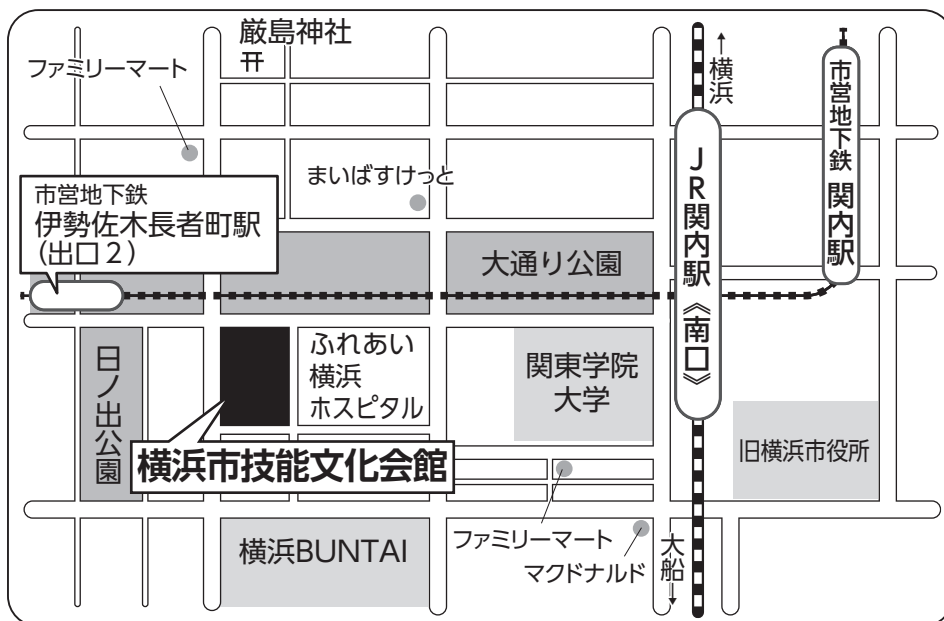 厳島神社
ファミリーマート
↑横浜
市営地下鉄 関内駅
まいばすけっと
JR関内駅《南口》
市営地下鉄
伊勢佐木長者町駅
(出口2)
大通り公園
日ノ出公園
ふれあい
横浜
ホスピタル
関東学院
大学
旧横浜市役所
横浜市技能文化会館
横浜BUNTAI
ファミリーマート
マクドナルド
大船↓